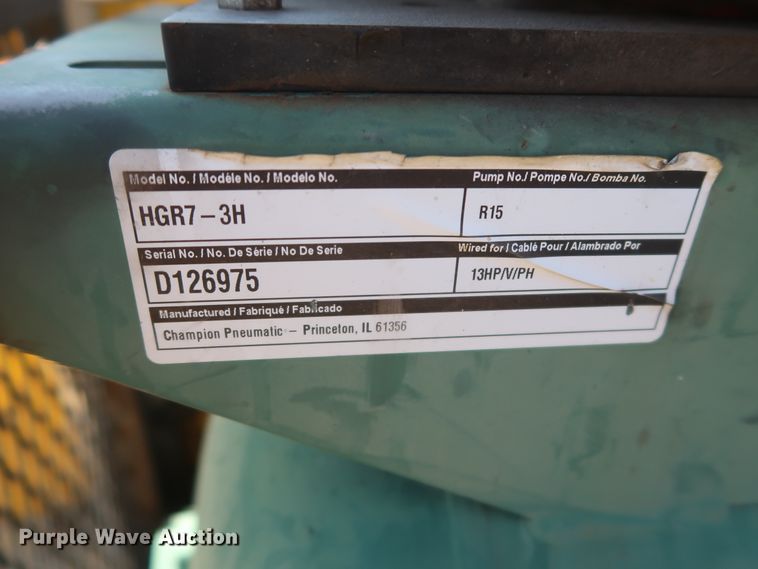 Model No. / Modéle No. / Modelo No.
Pump No./ Pompe No./ Bomba No.
HGR7-3H
R15
Serial No. / No. De Série / No De Serie
Wired for / Cablé Pour / Alambrado Por
D126975
13HP/V/PH
Manufactured / Fabriqué / Fabricado
Champion Pneumatic - Princeton, IL 61356
Purple Wave Auction